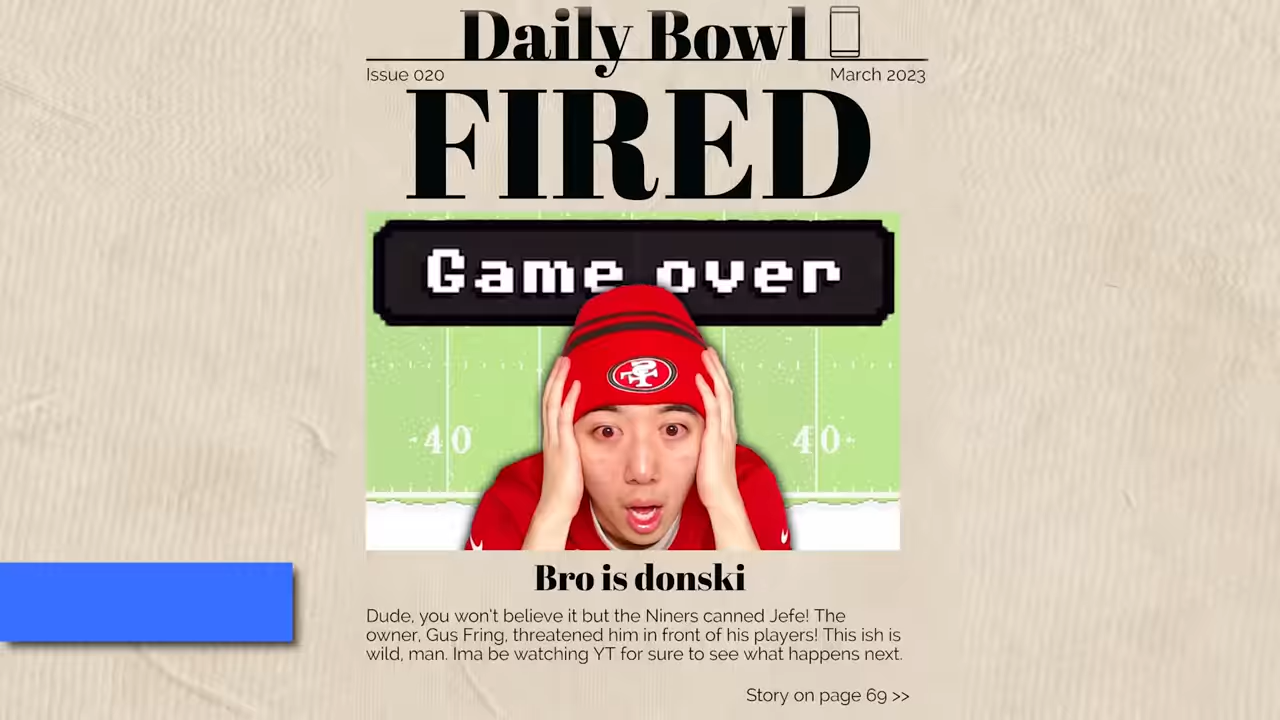 Daily Bowl
Issue 020
March 2023
FIRED
Game over
SF
40
40
Bro is donski
Dude, you won't believe it but the Niners canned Jefe! The
owner, Gus Fring, threatened him in front of his players! This ish is
wild, man. Ima be watching YT for sure to see what happens next.
Story on page 69 >>